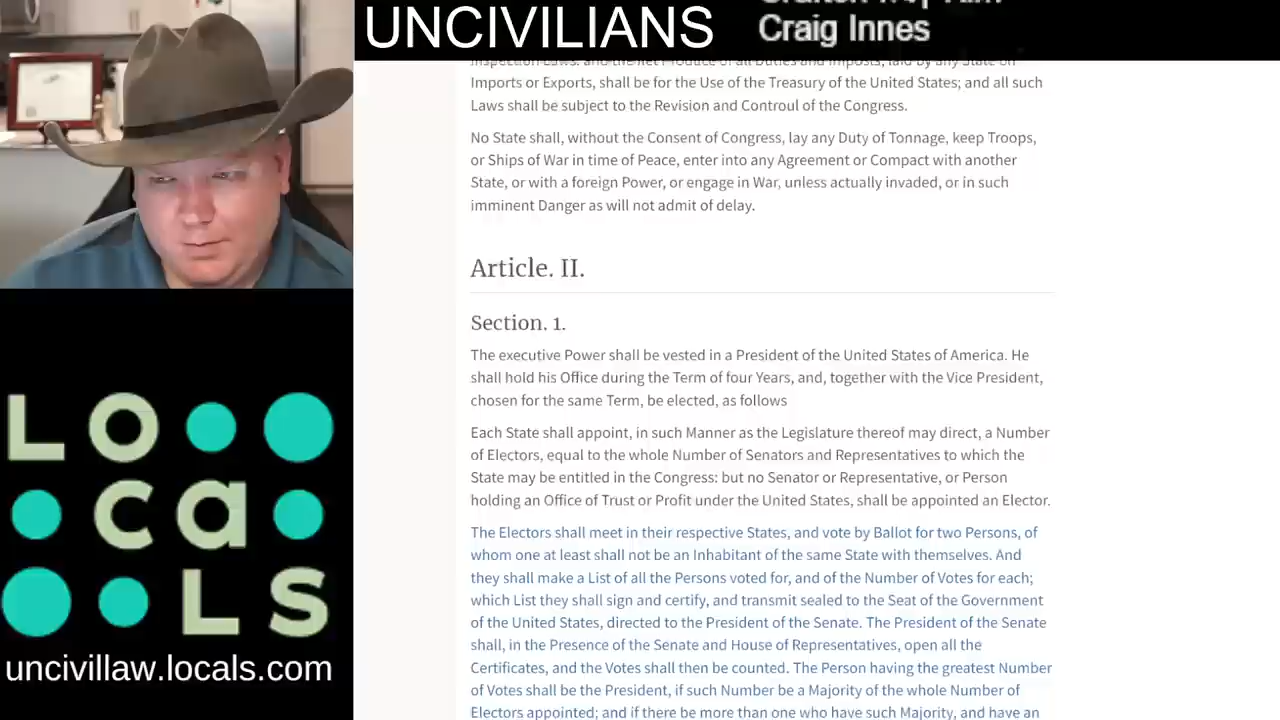 UNCIVILIANS
Craig Innes
Imports or Exports, shall be for the Use of the Treasury of the United States; and all such
Laws shall be subject to the Revision and Controul of the Congress.
No State shall, without the Consent of Congress, lay any Duty of Tonnage, keep Troops,
or Ships of War in time of Peace, enter into any Agreement or Compact with another
State, or with a foreign Power, or engage in War, unless actually invaded, or in such
imminent Danger as will not admit of delay.
Article. II.
Section. 1.
The executive Power shall be vested in a President of the United States of America. He
shall hold his Office during the Term of four Years, and, together with the Vice President,
chosen for the same Term, be elected, as follows
Each State shall appoint, in such Manner as the Legislature thereof may direct, a Number
of Electors, equal to the whole Number of Senators and Representatives to which the
State may be entitled in the Congress: but no Senator or Representative, or Person
holding an Office of Trust or Profit under the United States, shall be appointed an Elector.
The Electors shall meet in their respective States, and vote by Ballot for two Persons, of
whom one at least shall not be an Inhabitant of the same State with themselves. And
they shall make a List of all the Persons voted for, and of the Number of Votes for each;
which List they shall sign and certify, and transmit sealed to the Seat of the Government
of the United States, directed to the President of the Senate. The President of the Senate
shall, in the Presence of the Senate and House of Representatives, open all the
Certificates, and the Votes shall then be counted. The Person having the greatest Number
of Votes shall be the President, if such Number be a Majority of the whole Number of
Electors appointed; and if there be more than one who have such Majority, and have an
LO
ca
LS
uncivillaw.locals.com